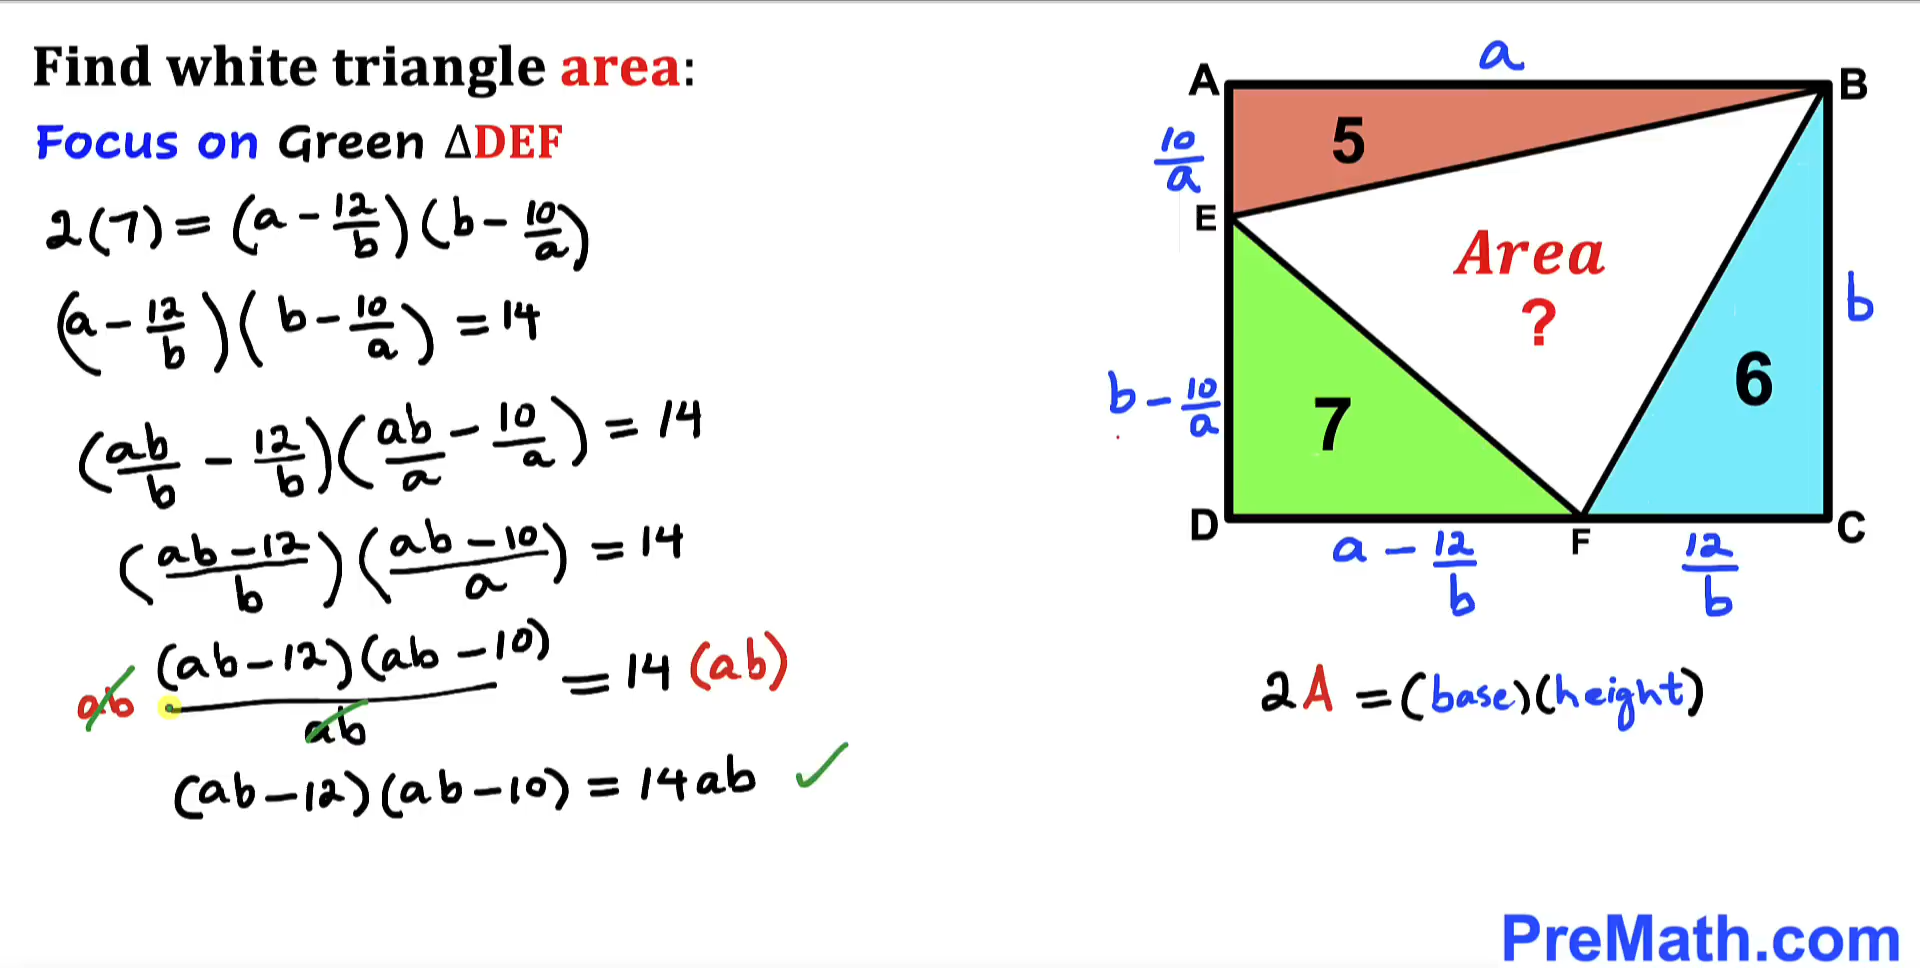 Find white triangle area:
Focus on Green ΔDEF
2(7) = (a - 12/b)(b - 10/a)
(a - 12/b)(b - 10/a) = 14
(ab/b - 12/b)(ab/a - 10/a) = 14
((ab - 12)/b)((ab - 10)/a) = 14
ab (ab - 12)(ab - 10)/ab = 14 (ab)
(ab - 12)(ab - 10) = 14ab ✓
a
A
B
10/a
5
E
Area
?
b
b - 10/a
7
6
D
F
C
a - 12/b
12/b
2A = (base)(height)
PreMath.com